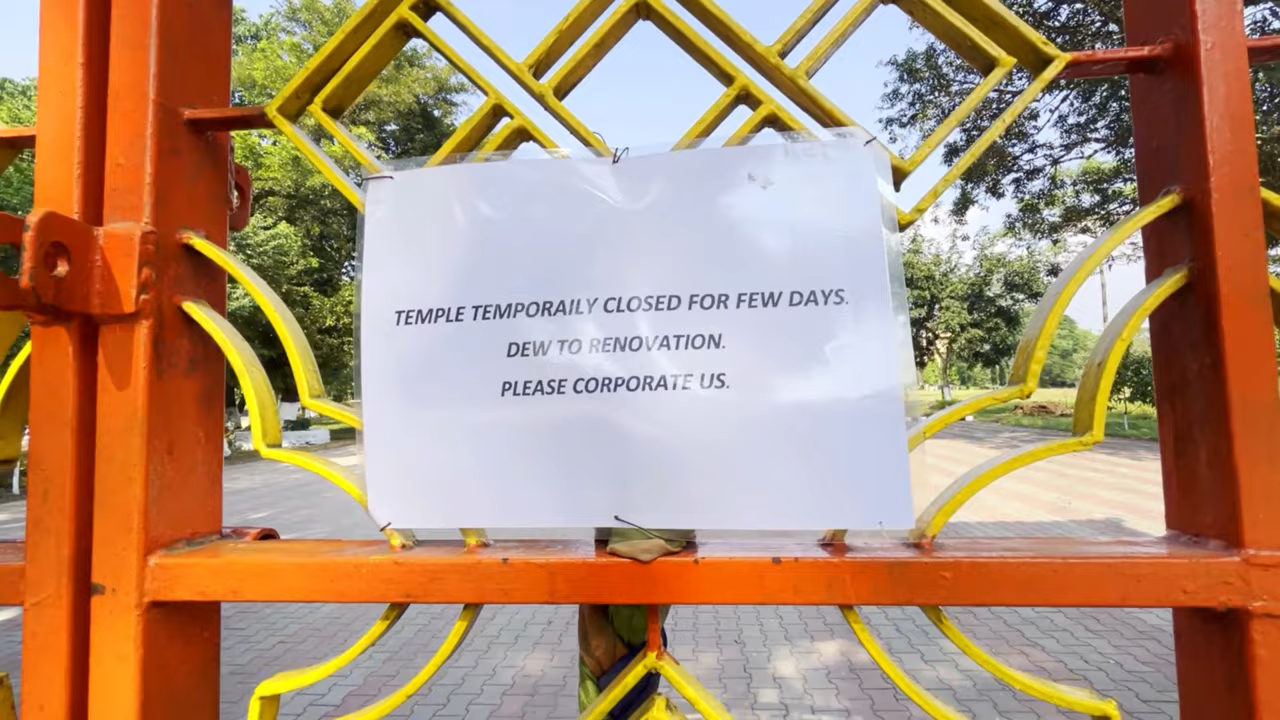 TEMPLE TEMPORAILY CLOSED FOR FEW DAYS.
DEW TO RENOVATION.
PLEASE CORPORATE US.